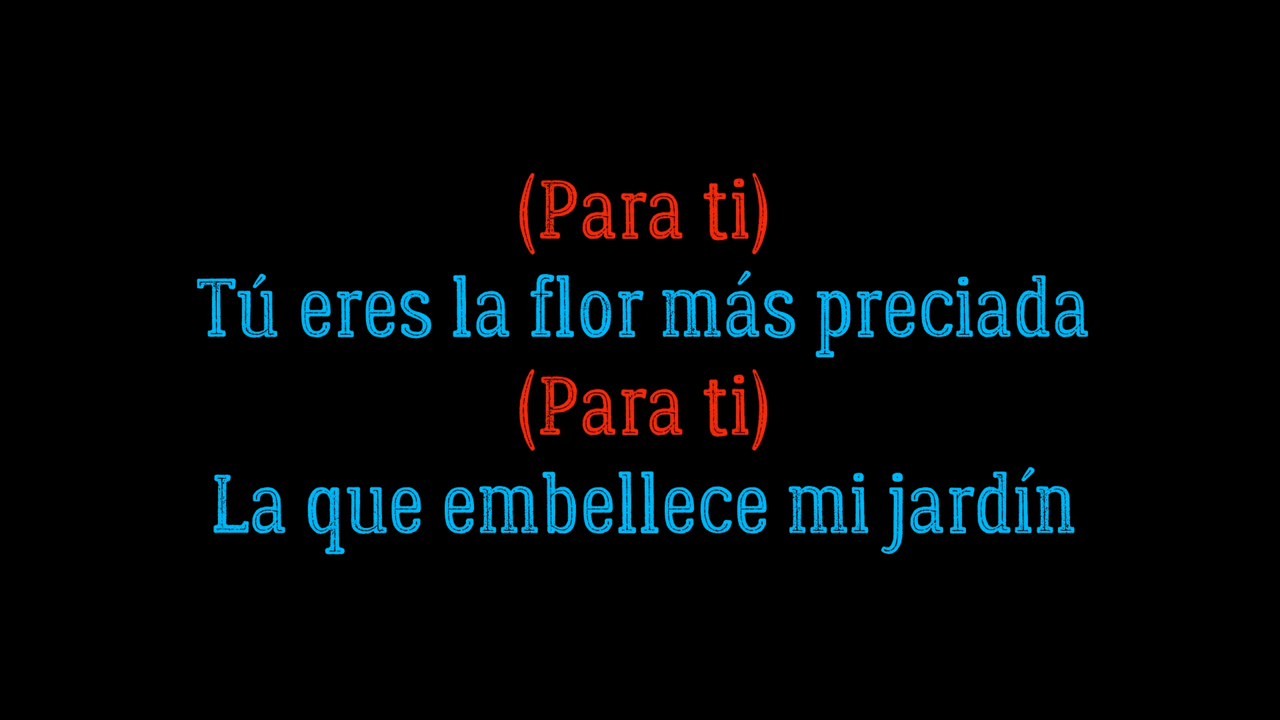 (Para ti)
Tú eres la flor más preciada
(Para ti)
La que embellece mi jardín